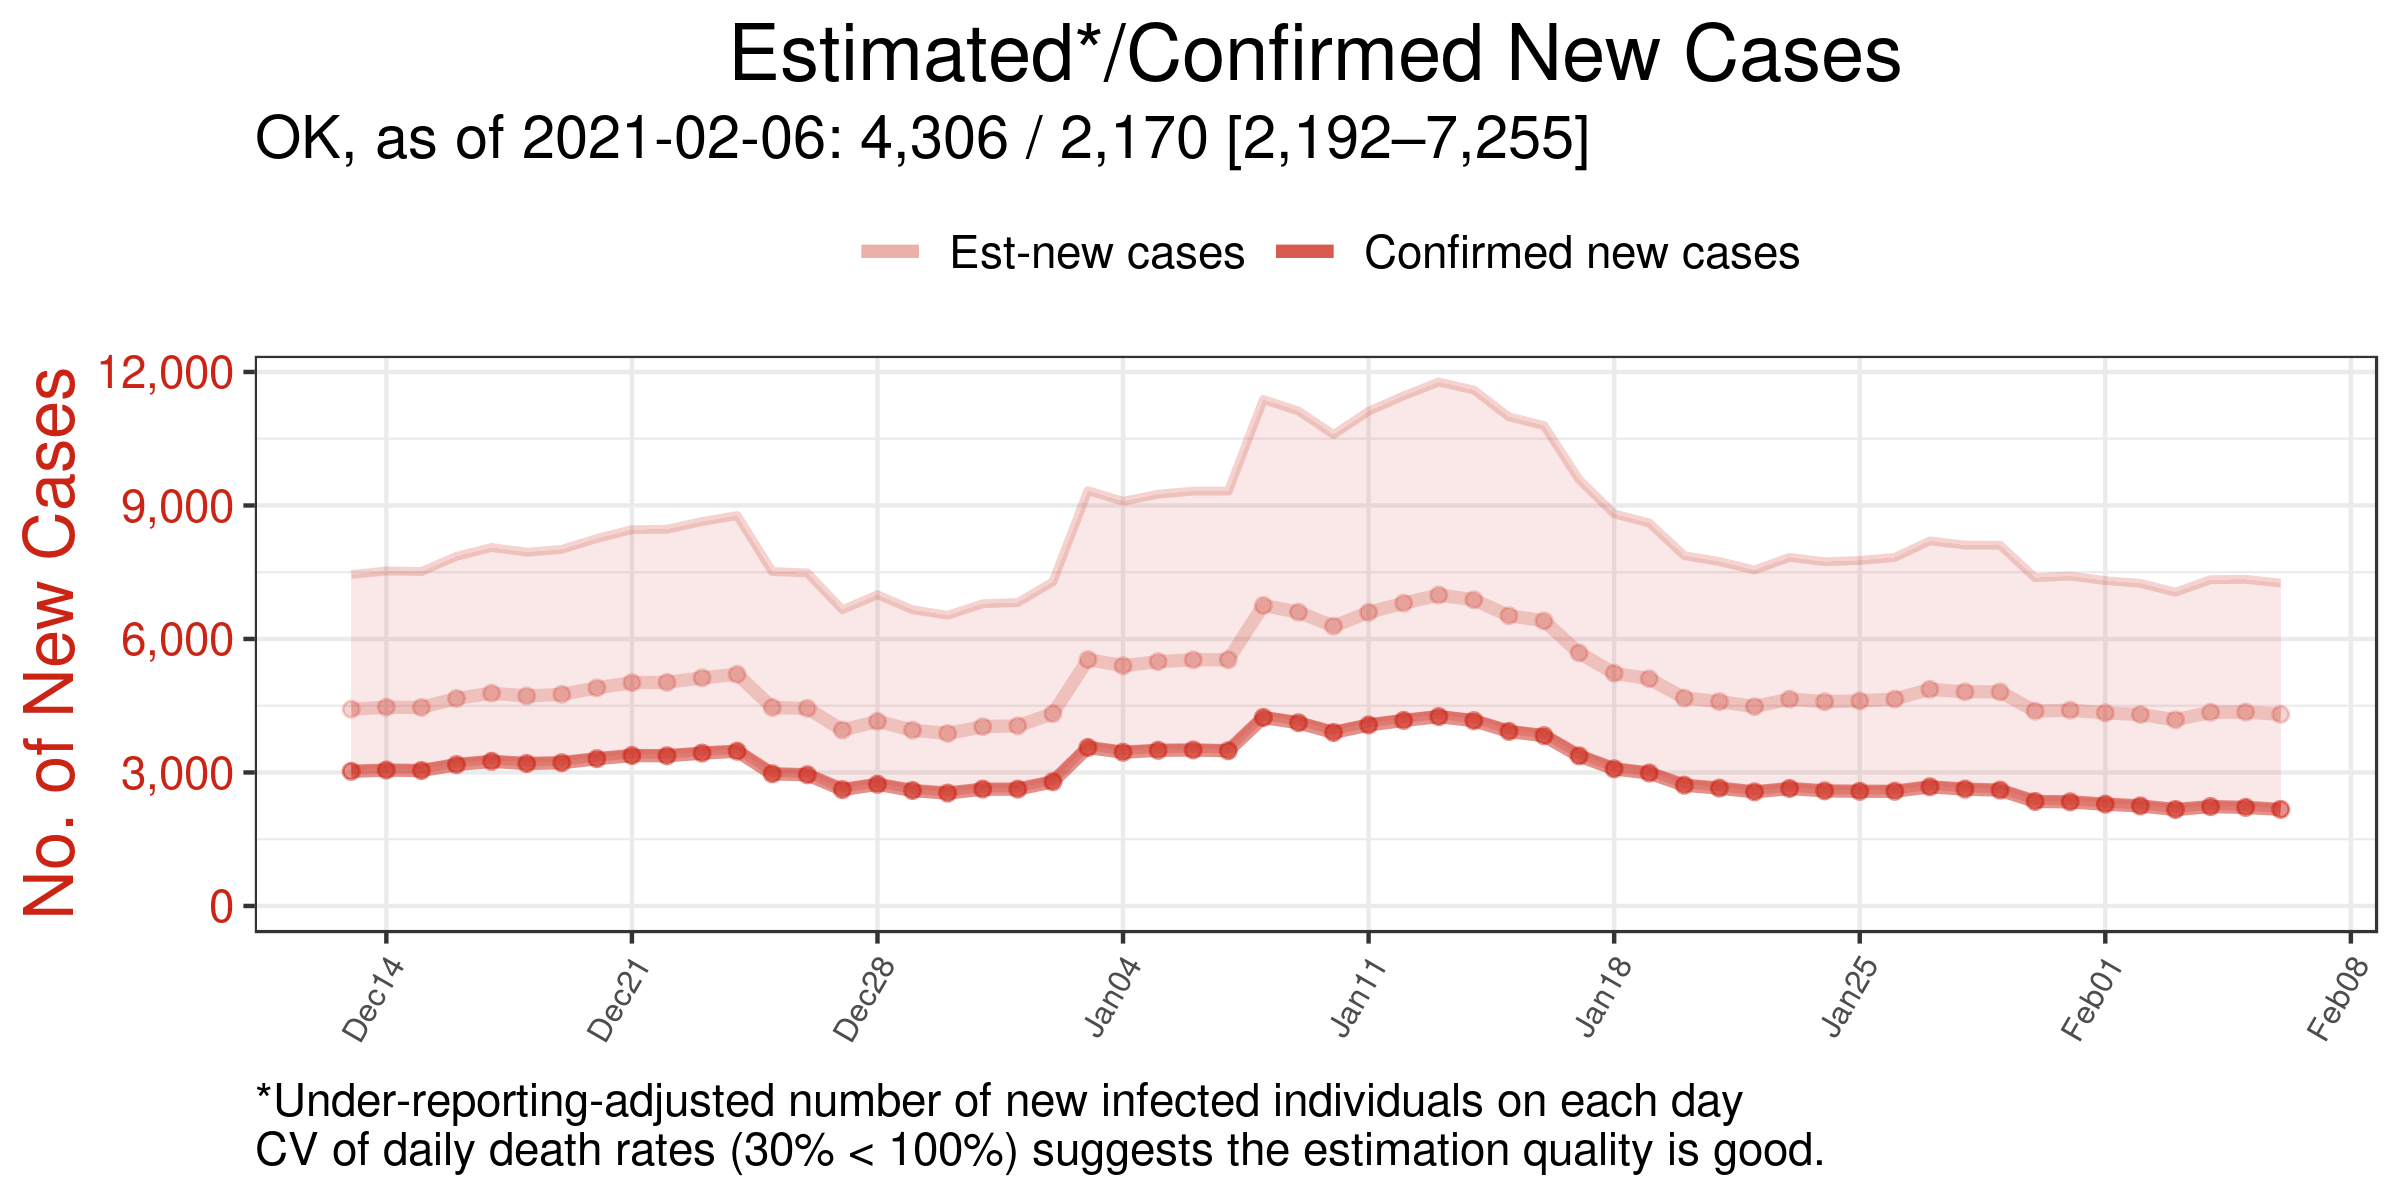 Estimated*/Confirmed New Cases
OK, as of 2021-02-06: 4,306 / 2,170 [2,192–7,255]
Est-new cases
Confirmed new cases
No. of New Cases
12,000
9,000
6,000
3,000
0
Dec14
Dec21
Dec28
Jan04
Jan11
Jan18
Jan25
Feb01
Feb08
*Under-reporting-adjusted number of new infected individuals on each day
CV of daily death rates (30% < 100%) suggests the estimation quality is good.